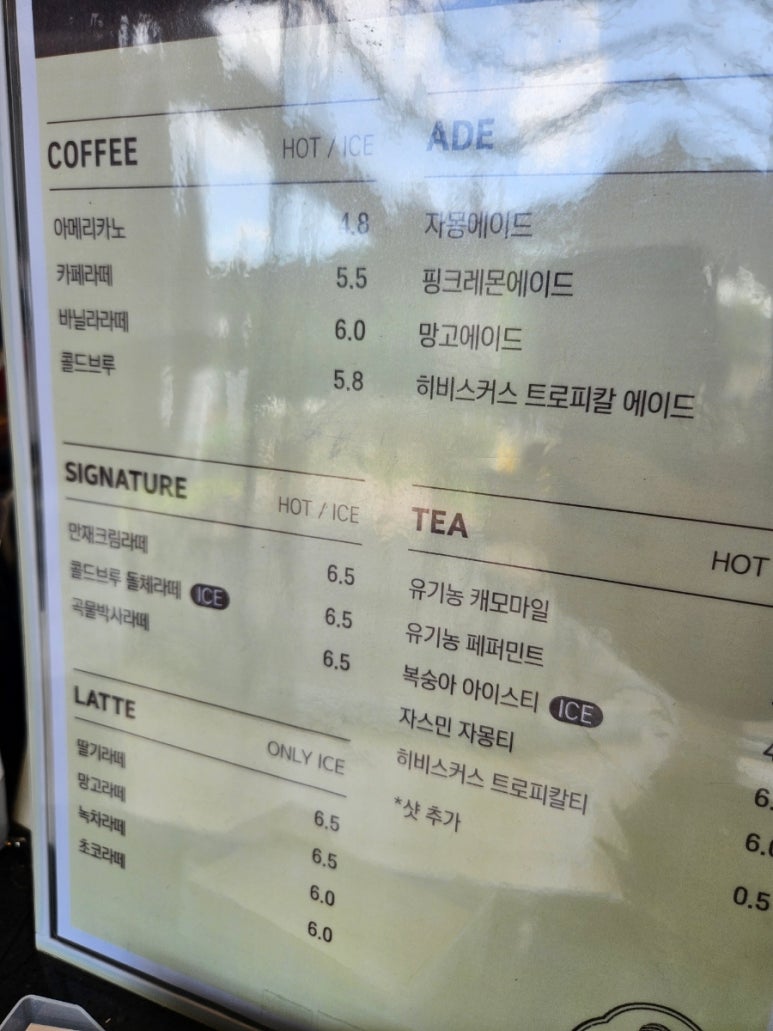 COFFEE HOT / ICE
아메리카노 4.8
카페라떼 5.5
바닐라라떼 6.0
콜드브루 5.8
SIGNATURE HOT / ICE
만재크림라떼 6.5
콜드브루 돌체라떼 ICE 6.5
곡물박사라떼 6.5
LATTE ONLY ICE
딸기라떼 6.5
망고라떼 6.5
녹차라떼 6.0
초코라떼 6.0
ADE
자몽에이드
핑크레몬에이드
망고에이드
히비스커스 트로피칼 에이드
TEA HOT
유기농 캐모마일
유기농 페퍼민트
복숭아 아이스티 ICE
자스민 자몽티
히비스커스 트로피칼티
*샷 추가 0.5